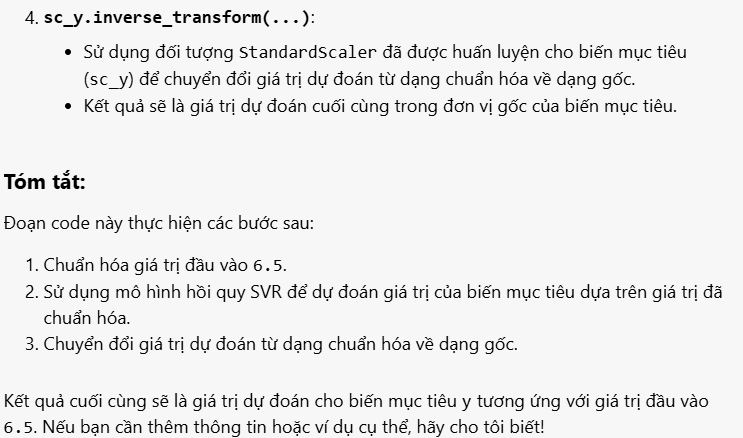 4. sc_y.inverse_transform(...):
• Sử dụng đối tượng StandardScaler đã được huấn luyện cho biến mục tiêu
(sc_y) để chuyển đổi giá trị dự đoán từ dạng chuẩn hóa về dạng gốc.
• Kết quả sẽ là giá trị dự đoán cuối cùng trong đơn vị gốc của biến mục tiêu.
Tóm tắt:
Đoạn code này thực hiện các bước sau:
1. Chuẩn hóa giá trị đầu vào 6.5.
2. Sử dụng mô hình hồi quy SVR để dự đoán giá trị của biến mục tiêu dựa trên giá trị đã
chuẩn hóa.
3. Chuyển đổi giá trị dự đoán từ dạng chuẩn hóa về dạng gốc.
Kết quả cuối cùng sẽ là giá trị dự đoán cho biến mục tiêu y tương ứng với giá trị đầu vào
6.5. Nếu bạn cần thêm thông tin hoặc ví dụ cụ thể, hãy cho tôi biết!